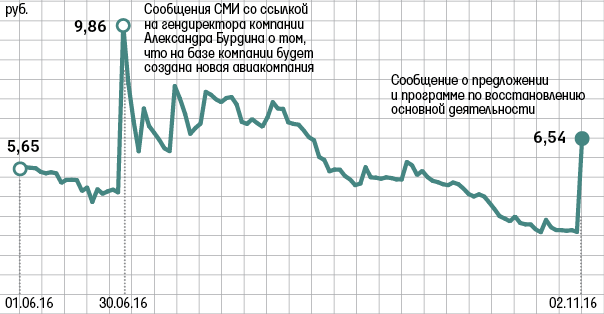 руб.
9,86
Сообщения СМИ со ссылкой
на гендиректора компании
Александра Бурдина о том,
что на базе компании будет
создана новая авиакомпания
Сообщение о предложении
и программе по восстановлению
основной деятельности
5,65
6,54
01.06.16
30.06.16
02.11.16